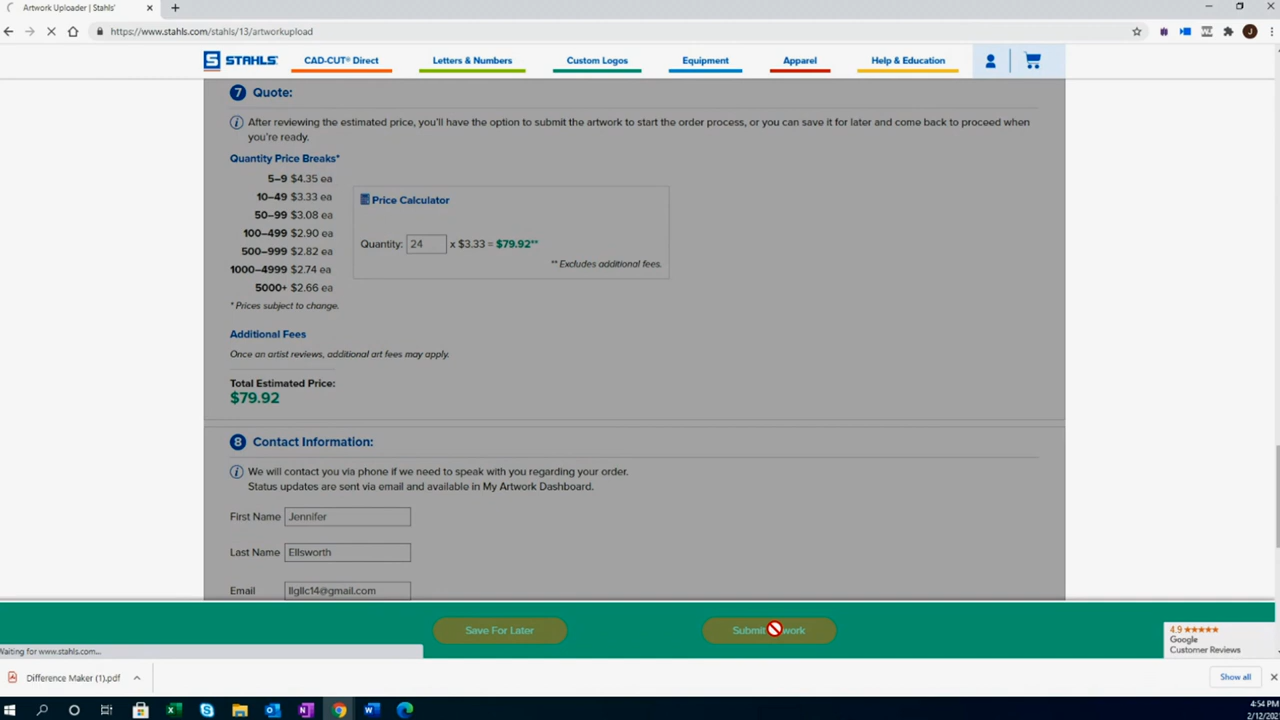 Artwork Uploader | Stahls'
https://www.stahls.com/stahls/13/artworkupload
STAHLS'
CAD-CUT® Direct
Letters & Numbers
Custom Logos
Equipment
Apparel
Help & Education
7 Quote:
After reviewing the estimated price, you'll have the option to submit the artwork to start the order process, or you can save it for later and come back to proceed when
you're ready.
Quantity Price Breaks*
5–9 $4.35 ea
10–49 $3.33 ea
50–99 $3.08 ea
100–499 $2.90 ea
500–999 $2.82 ea
1000–4999 $2.74 ea
5000+ $2.66 ea
* Prices subject to change.
Price Calculator
Quantity: 24 x $3.33 = $79.92**
** Excludes additional fees.
Additional Fees
Once an artist reviews, additional art fees may apply.
Total Estimated Price:
$79.92
8 Contact Information:
We will contact you via phone if we need to speak with you regarding your order.
Status updates are sent via email and available in My Artwork Dashboard.
First Name Jennifer
Last Name Ellsworth
Email llgllc14@gmail.com
Save For Later
Submit
4.9
Google
Customer Reviews
Waiting for www.stahls.com...
Difference Maker (1).pdf
Show all
4:54 PM
2/12/202